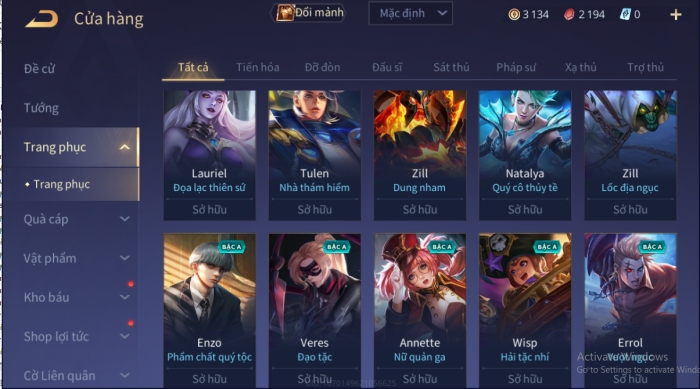 Cửa hàng
Đổi mảnh
Mặc định
3 134
2 194
0
Đề cử
Tướng
Trang phục
Trang phục
Quà cáp
Vật phẩm
Kho báu
Shop lợi tức
Cờ Liên quân
Tất cả
Tiến hóa
Đỡ đòn
Đấu sĩ
Sát thủ
Pháp sư
Xạ thủ
Trợ thủ
Lauriel
Đọa lạc thiên sứ
Sở hữu
Tulen
Nhà thám hiểm
Sở hữu
Zill
Dung nham
Sở hữu
Natalya
Quý cô thủy tề
Sở hữu
Zill
Lốc địa ngục
Sở hữu
BẬC A
Enzo
Phẩm chất quý tộc
Sở hữu
BẬC A
Veres
Đạo tặc
Sở hữu
BẬC A
Annette
Nữ quản gia
Sở hữu
BẬC A
Wisp
Hải tặc nhí
Sở hữu
BẬC A
Errol
Sở hữu
Activate Windows
Go to Settings to activate Wind